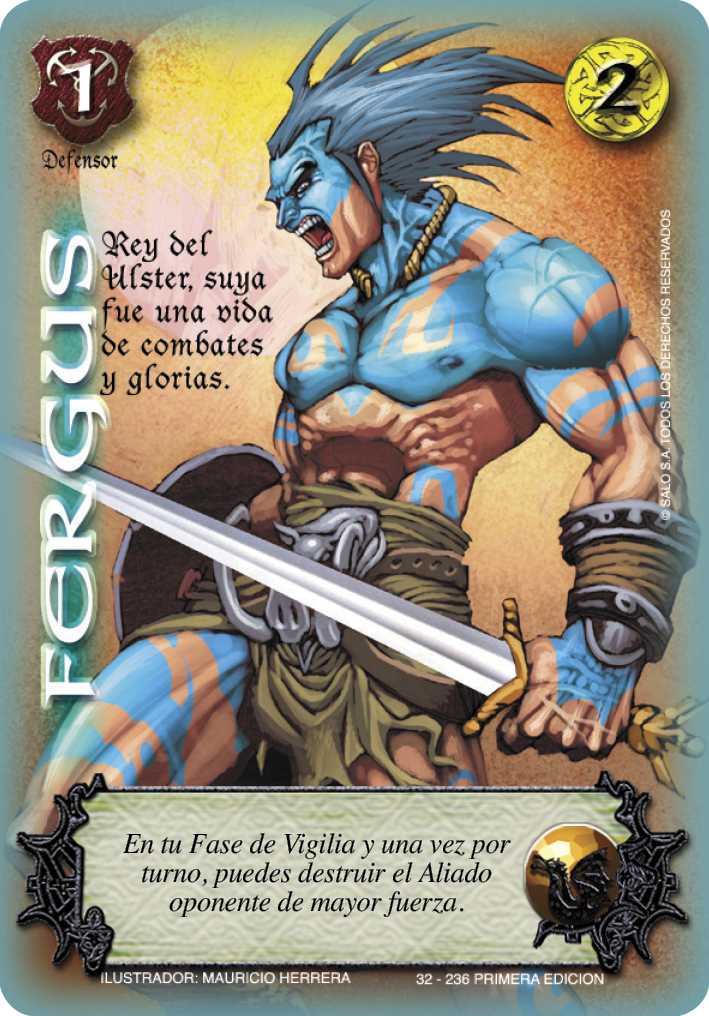 1
2
Defensor
FERGUS
Rey del
Ulster, suya
fue una vida
de combates
y glorias.
© SALO S.A. TODOS LOS DERECHOS RESERVADOS
En tu Fase de Vigilia y una vez por
turno, puedes destruir el Aliado
oponente de mayor fuerza.
ILUSTRADOR: MAURICIO HERRERA
32 - 236 PRIMERA EDICION